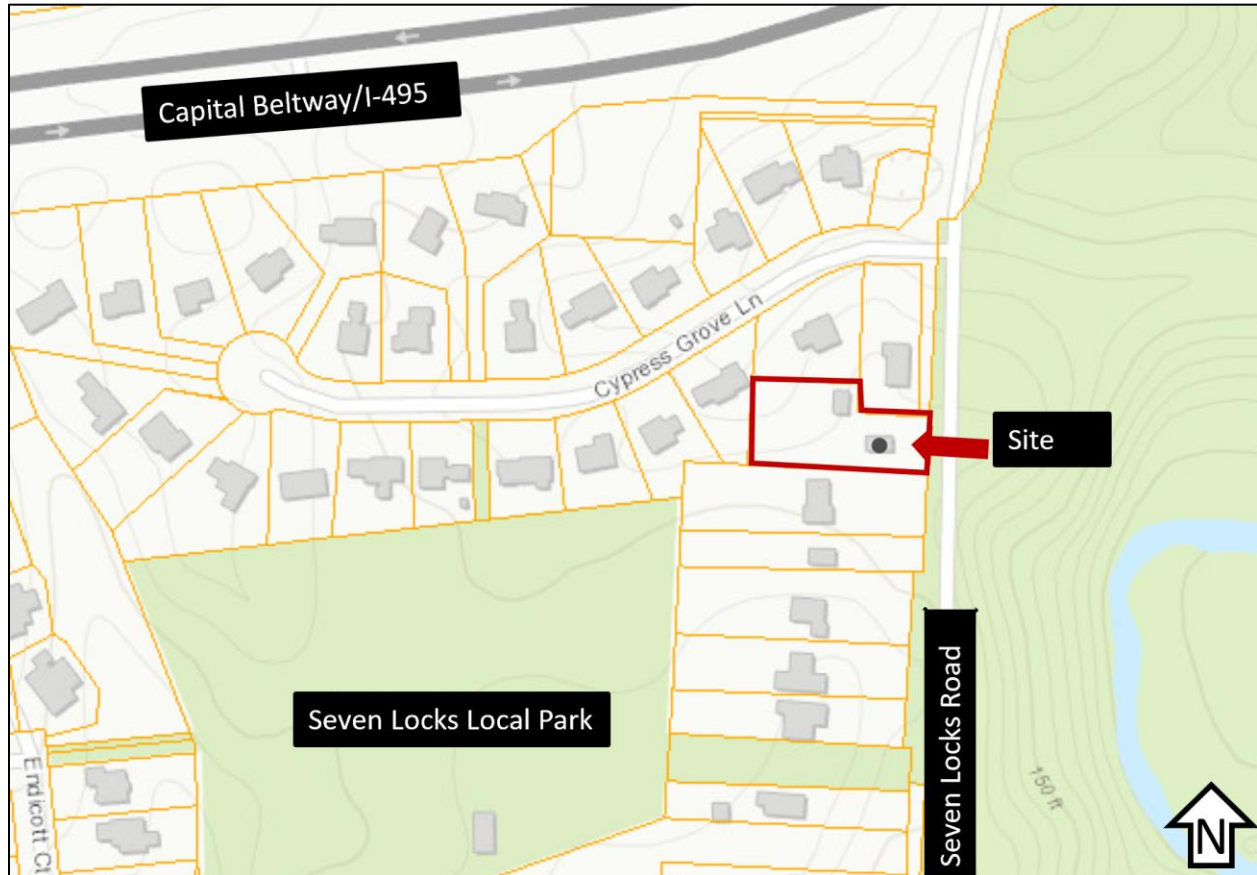 Capital Beltway/I-495
Cypress Grove Ln
Site
Seven Locks Local Park
Seven Locks Road
Endicott Ct
150 ft
N